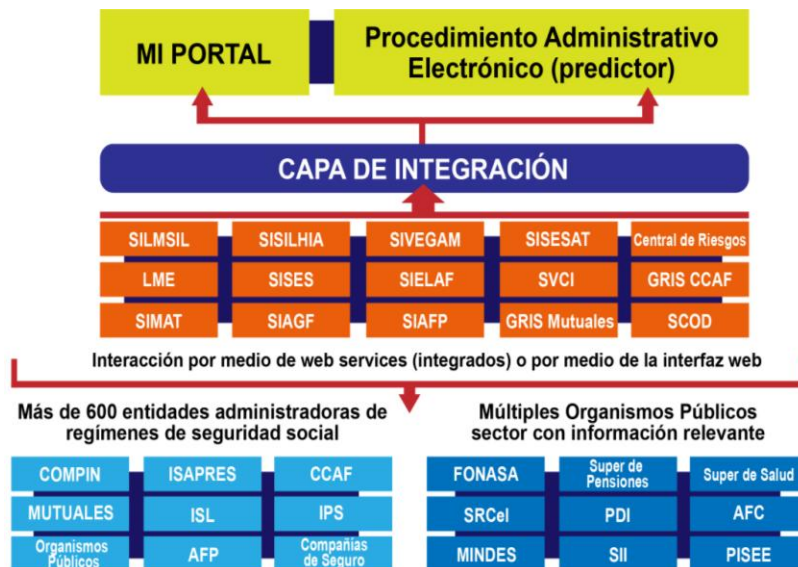 MI PORTAL
Procedimiento Administrativo
Electrónico (predictor)
CAPA DE INTEGRACIÓN
SILMSIL SISILHIA SIVEGAM SISESAT Central de Riesgos
LME SISES SIELAF SVCI GRIS CCAF
SIMAT SIAGF SIAFP GRIS Mutuales SCOD
Interacción por medio de web services (integrados) o por medio de la interfaz web
Más de 600 entidades administradoras de
regímenes de seguridad social
COMPIN ISAPRES CCAF
MUTUALES ISL IPS
Organismos
Públicos
AFP
Compañias
de Seguro
Múltiples Organismos Públicos
sector con información relevante
FONASA
Super de
Pensiones
Super de Salud
SRCeI PDI AFC
MINDES SII PISEE